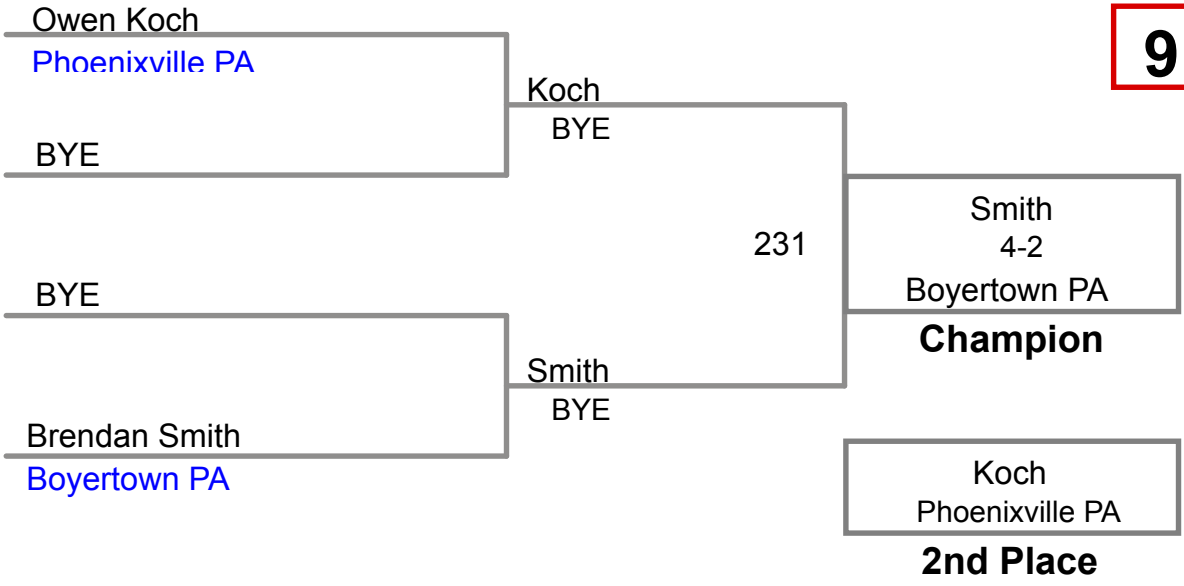 Owen Koch
Phoenixville PA
9
Koch
BYE
BYE
Smith
4-2
Boyertown PA
Champion
231
BYE
Smith
BYE
Brendan Smith
Boyertown PA
Koch
Phoenixville PA
2nd Place